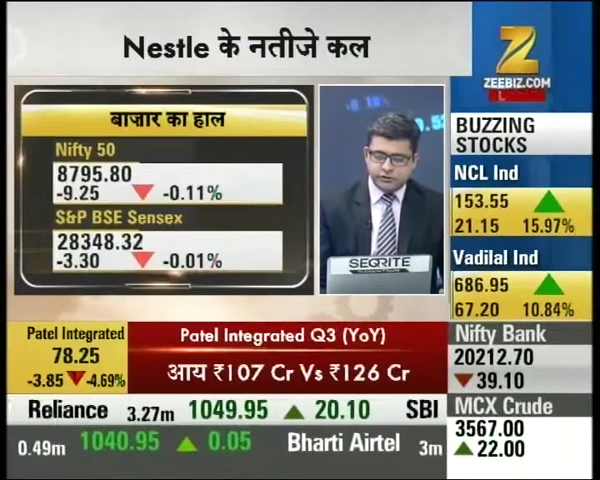 Nestle के नतीजे कल
ZEEBIZ.COM
बाज़ार का हाल
Nifty 50
8795.80
-9.25 -0.11%
S&P BSE Sensex
28348.32
-3.30 -0.01%
SEQRITE
BUZZING STOCKS
NCL Ind
153.55
21.15 15.97%
Vadilal Ind
686.95
67.20 10.84%
Patel Integrated
78.25
-3.85 -4.69%
Patel Integrated Q3 (YoY)
आय ₹107 Cr Vs ₹126 Cr
Nifty Bank
20212.70
39.10
MCX Crude
3567.00
22.00
Reliance 3.27m 1049.95 20.10 SBI
0.49m 1040.95 0.05 Bharti Airtel 3m